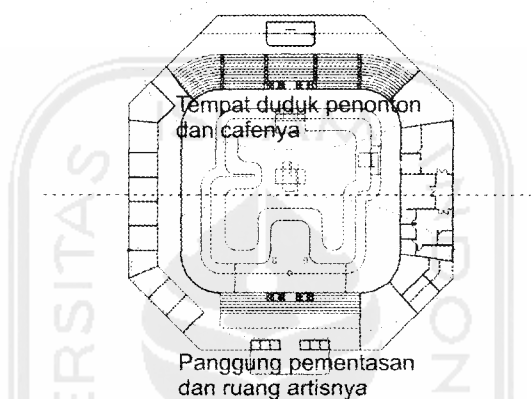 Tempat duduk penonton
dan cafenya
Panggung pementasan
dan ruang artisnya